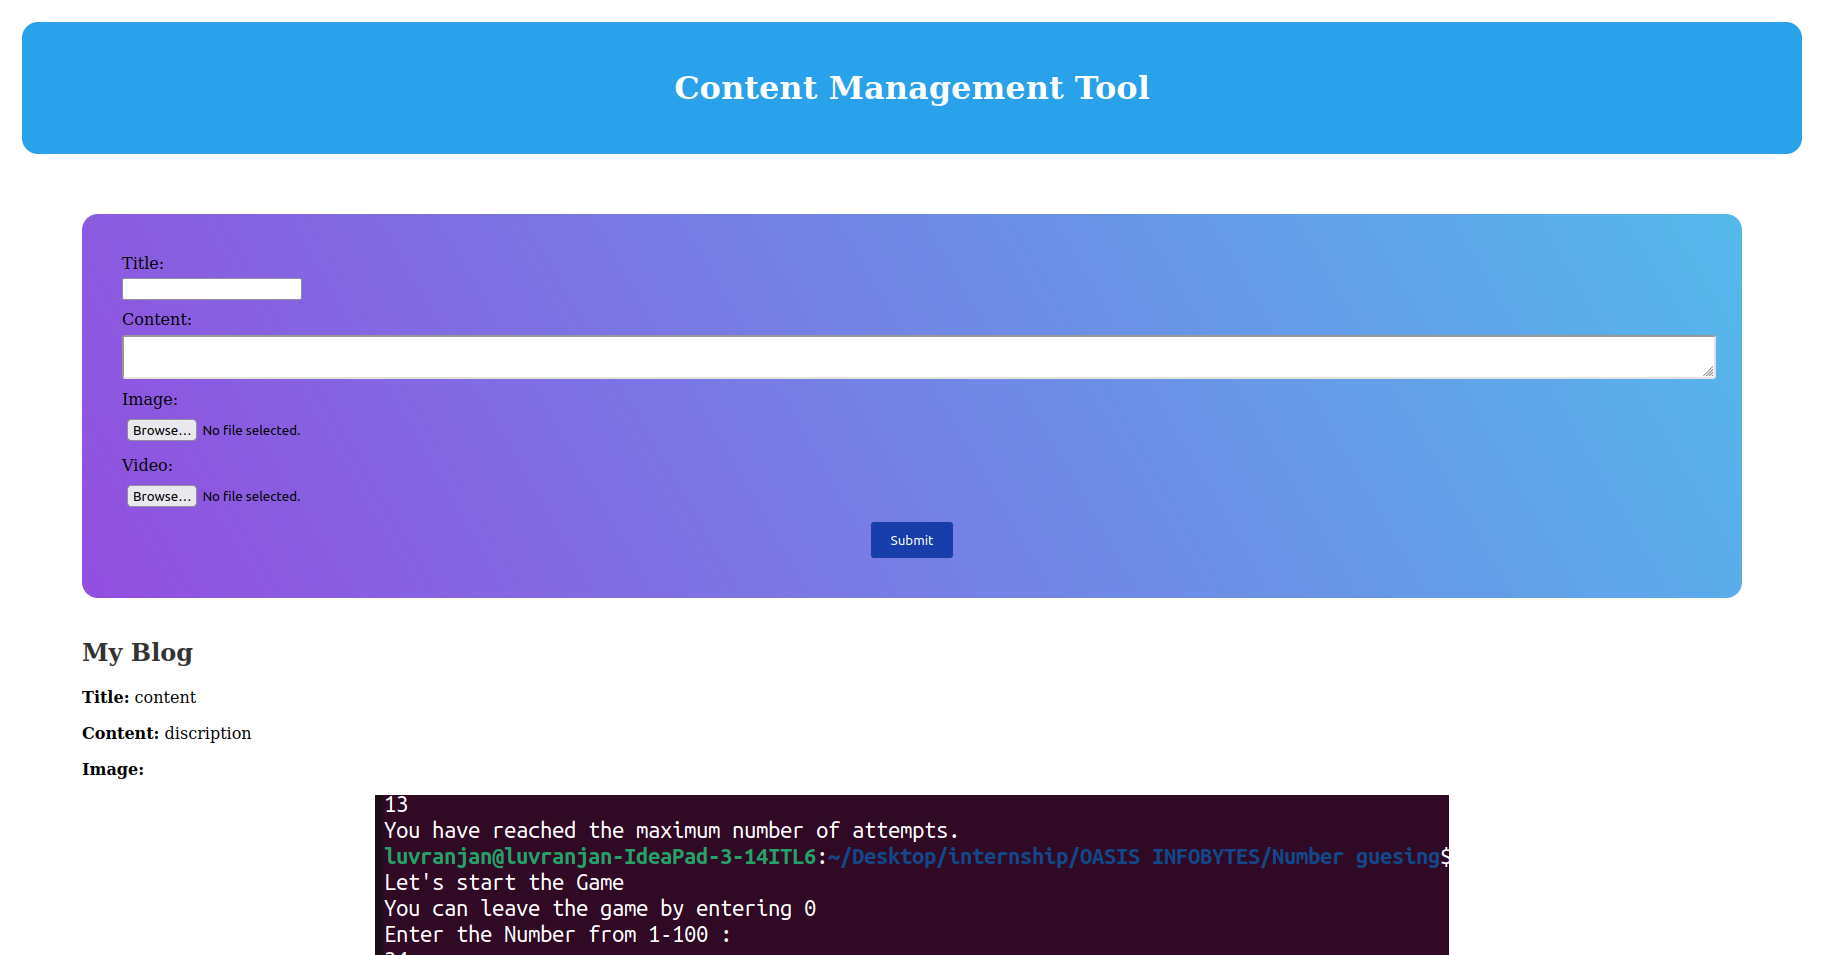 Content Management Tool
Title:
Content:
Image:
Browse... No file selected.
Video:
Browse... No file selected.
Submit
My Blog
Title: content
Content: discription
Image:
13
You have reached the maximum number of attempts.
luvranjan@luvranjan-IdeaPad-3-14ITL6:~/Desktop/internship/OASIS INFOBYTES/Number guesing$
Let's start the Game
You can leave the game by entering 0
Enter the Number from 1-100 :